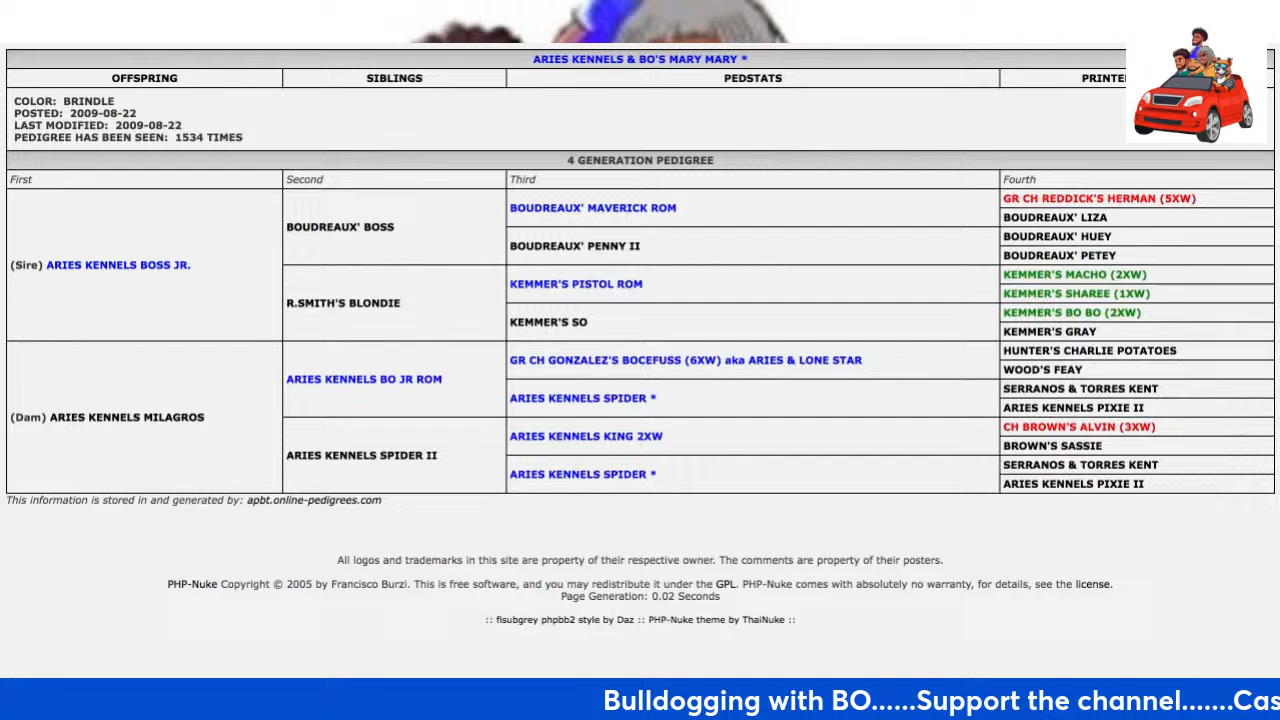 ARIES KENNELS & BO'S MARY MARY *
OFFSPRING SIBLINGS PEDSTATS PRINTE
COLOR: BRINDLE
POSTED: 2009-08-22
LAST MODIFIED: 2009-08-22
PEDIGREE HAS BEEN SEEN: 1534 TIMES
4 GENERATION PEDIGREE
First Second Third Fourth
(Sire) ARIES KENNELS BOSS JR.
BOUDREAUX' BOSS
BOUDREAUX' MAVERICK ROM
GR CH REDDICK'S HERMAN (5XW)
BOUDREAUX' LIZA
BOUDREAUX' PENNY II
BOUDREAUX' HUEY
BOUDREAUX' PETEY
R.SMITH'S BLONDIE
KEMMER'S PISTOL ROM
KEMMER'S MACHO (2XW)
KEMMER'S SHAREE (1XW)
KEMMER'S SO
KEMMER'S BO BO (2XW)
KEMMER'S GRAY
(Dam) ARIES KENNELS MILAGROS
ARIES KENNELS BO JR ROM
GR CH GONZALEZ'S BOCEFUSS (6XW) aka ARIES & LONE STAR
HUNTER'S CHARLIE POTATOES
WOOD'S FEAY
ARIES KENNELS SPIDER *
SERRANOS & TORRES KENT
ARIES KENNELS PIXIE II
ARIES KENNELS SPIDER II
ARIES KENNELS KING 2XW
CH BROWN'S ALVIN (3XW)
BROWN'S SASSIE
ARIES KENNELS SPIDER *
SERRANOS & TORRES KENT
ARIES KENNELS PIXIE II
This information is stored in and generated by: apbt.online-pedigrees.com
All logos and trademarks in this site are property of their respective owner. The comments are property of their posters.
PHP-Nuke Copyright © 2005 by Francisco Burzi. This is free software, and you may redistribute it under the GPL. PHP-Nuke comes with absolutely no warranty, for details, see the license.
Page Generation: 0.02 Seconds
:: fisubgrey phpbb2 style by Daz :: PHP-Nuke theme by ThaiNuke ::
Bulldogging with BO......Support the channel.......Cas